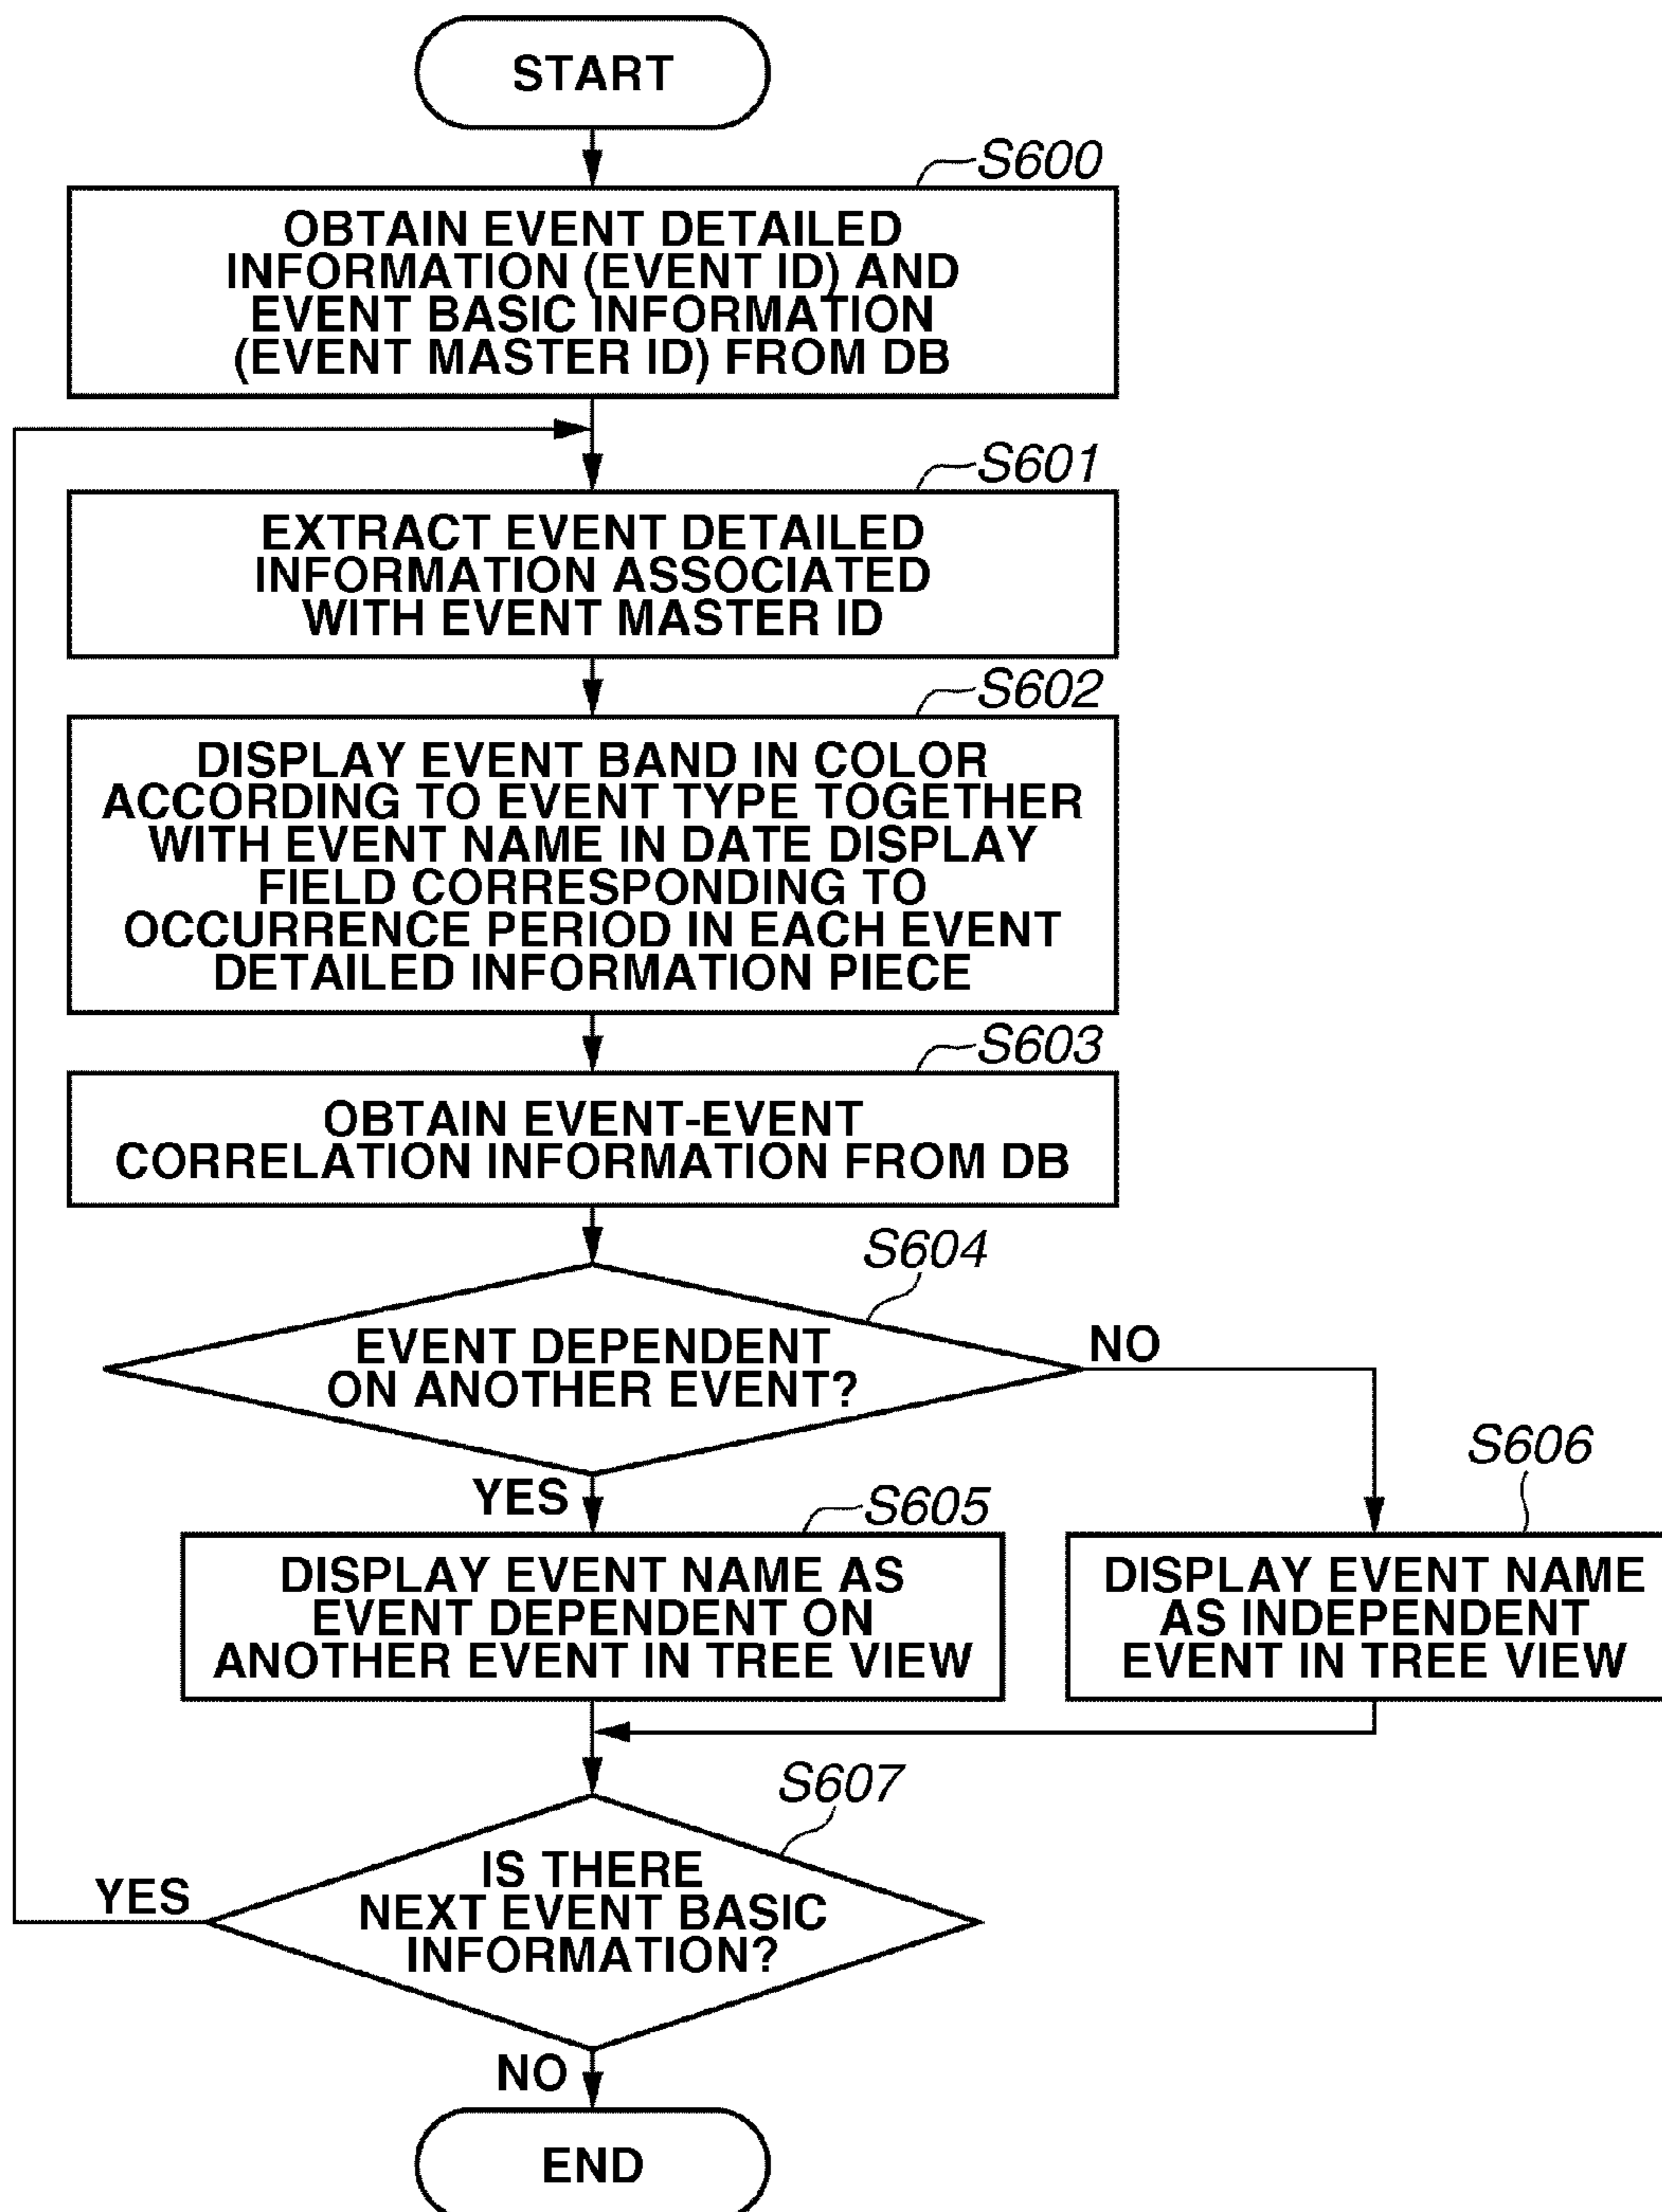 START
S600
OBTAIN EVENT DETAILED
INFORMATION (EVENT ID) AND
EVENT BASIC INFORMATION
(EVENT MASTER ID) FROM DB
S601
EXTRACT EVENT DETAILED
INFORMATION ASSOCIATED
WITH EVENT MASTER ID
S602
DISPLAY EVENT BAND IN COLOR
ACCORDING TO EVENT TYPE TOGETHER
WITH EVENT NAME IN DATE DISPLAY
FIELD CORRESPONDING TO
OCCURRENCE PERIOD IN EACH EVENT
DETAILED INFORMATION PIECE
S603
OBTAIN EVENT-EVENT
CORRELATION INFORMATION FROM DB
S604
EVENT DEPENDENT
ON ANOTHER EVENT?
NO
YES
S605
DISPLAY EVENT NAME AS
EVENT DEPENDENT ON
ANOTHER EVENT IN TREE VIEW
S606
DISPLAY EVENT NAME
AS INDEPENDENT
EVENT IN TREE VIEW
S607
IS THERE
NEXT EVENT BASIC
INFORMATION?
YES
NO
END